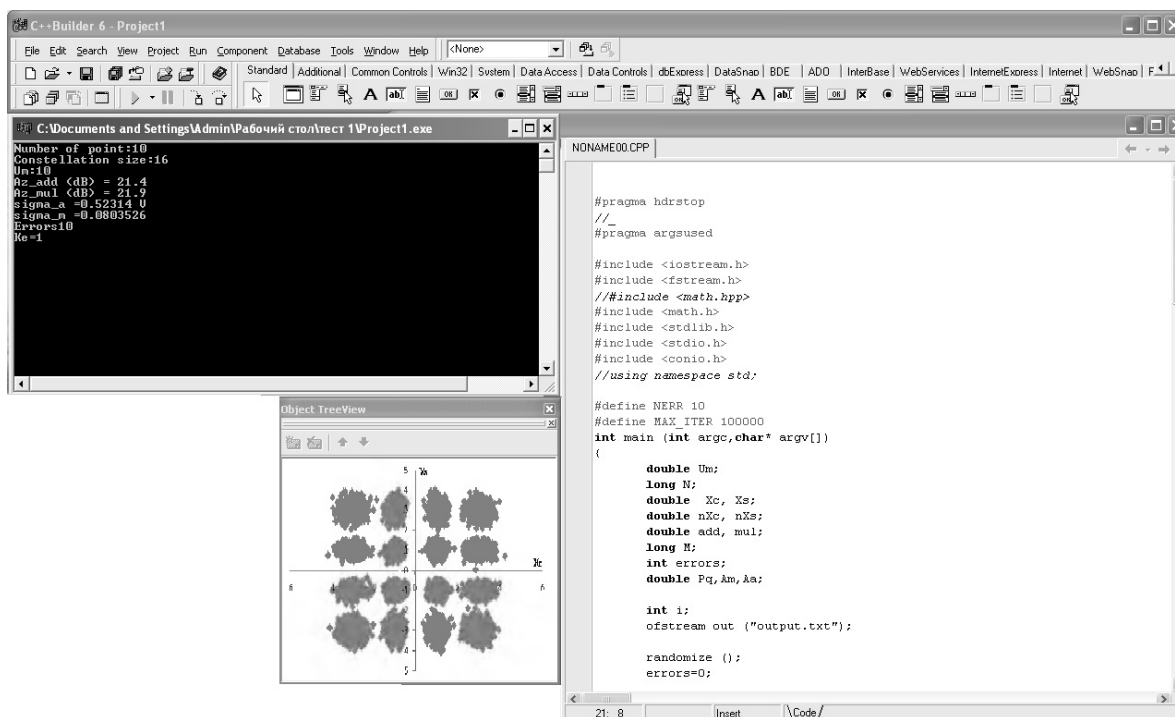 C++Builder 6 - Project1
File Edit Search View Project Run Component Database Tools Window Help <None>
Standard Additional Common Controls Win32 System Data Access Data Controls dbExpress DataSnap BDE ADO InterBase WebServices InternetExpress Internet WebSnap F
C:\Documents and Settings\Admin\Рабочий стол\тест 1\Project1.exe
Number of point:10
Constellation size:16
Um:10
Az_add (dB) = 21.4
Az_mul (dB) = 21.9
sigma_a =0.52314 V
sigma_m =0.0803526
Errors10
Ke=1
Object TreeView
5
4
6
6
5
NONAME00.CPP
#pragma hdrstop
//_
#pragma argsused
#include <iostream.h>
#include <fstream.h>
//#include <math.hpp>
#include <math.h>
#include <stdlib.h>
#include <stdio.h>
#include <conio.h>
//using namespace std;
#define NERR 10
#define MAX_ITER 100000
int main (int argc,char* argv[])
{
double Um;
long N;
double Xc, Xs;
double nXc, nXs;
double add, mul;
long M;
int errors;
double Pq,Am,Aa;
int i;
ofstream out ("output.txt");
randomize ();
errors=0;
21: 8 Insert \Code/